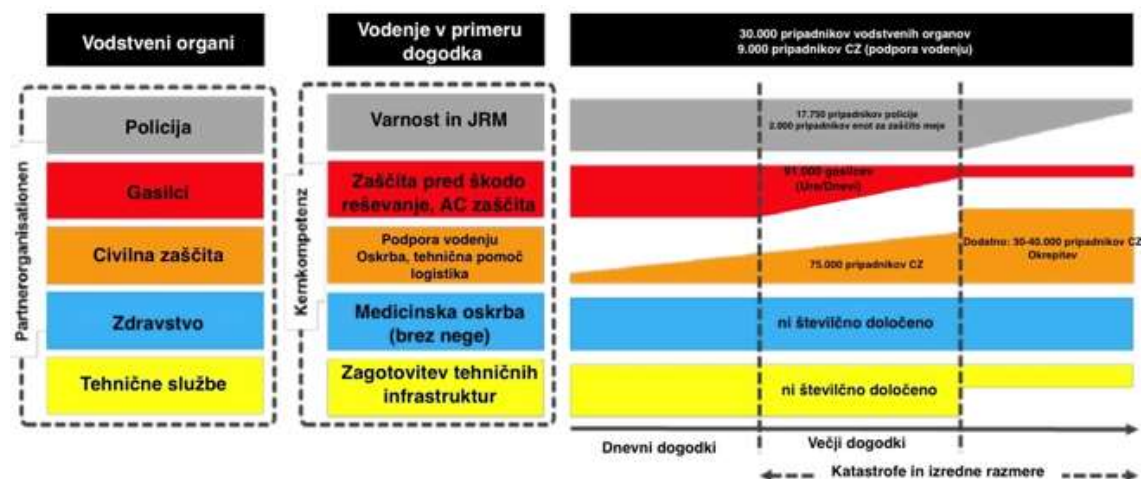 Vodstveni organi
Vodenje v primeru
dogodka
30.000 pripadnikov vodstvenih organov
9.000 pripadnikov CZ (podpora vodenju)
Partnerorganisationen
Policija
Gasilci
Civilna zaščita
Zdravstvo
Tehnične službe
Kernkompetenz
Varnost in JRM
Zaščita pred škodo
reševanje, AC zaščita
Podpora vodenju
Oskrba, tehnična pomoč
logistika
Medicinska oskrba
(brez nege)
Zagotovitev tehničnih
infrastruktur
17.750 pripadnikov policije
2.000 pripadnikov enot za zaščito meje
91.000 gasilcev
(Ure/Dnevi)
75.000 pripadnikov CZ
Dodatno: 30-40.000 pripadnikov CZ
Okrepitev
ni številčno določeno
ni številčno določeno
Dnevni dogodki
Večji dogodki
Katastrofe in izredne razmere